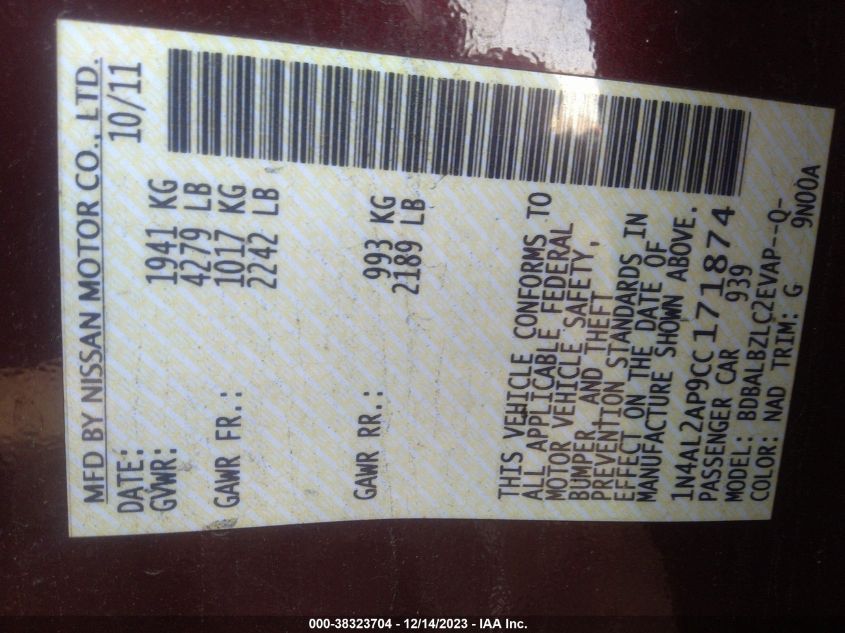 MFD BY NISSAN MOTOR CO., LTD.
DATE: 10/11
GVWR: 1941 KG
4279 LB
GAWR FR.: 1017 KG
2242 LB
GAWR RR.: 993 KG
2189 LB
THIS VEHICLE CONFORMS TO
ALL APPLICABLE FEDERAL
MOTOR VEHICLE SAFETY,
BUMPER, AND THEFT
PREVENTION STANDARDS IN
EFFECT ON THE DATE OF
MANUFACTURE SHOWN ABOVE.
1N4AL2AP9CC171874
PASSENGER CAR 939
MODEL: BDBALBZLC2EVAP--Q-
COLOR: NAD TRIM: G 9N00A
000-38323704 - 12/14/2023 - IAA Inc.